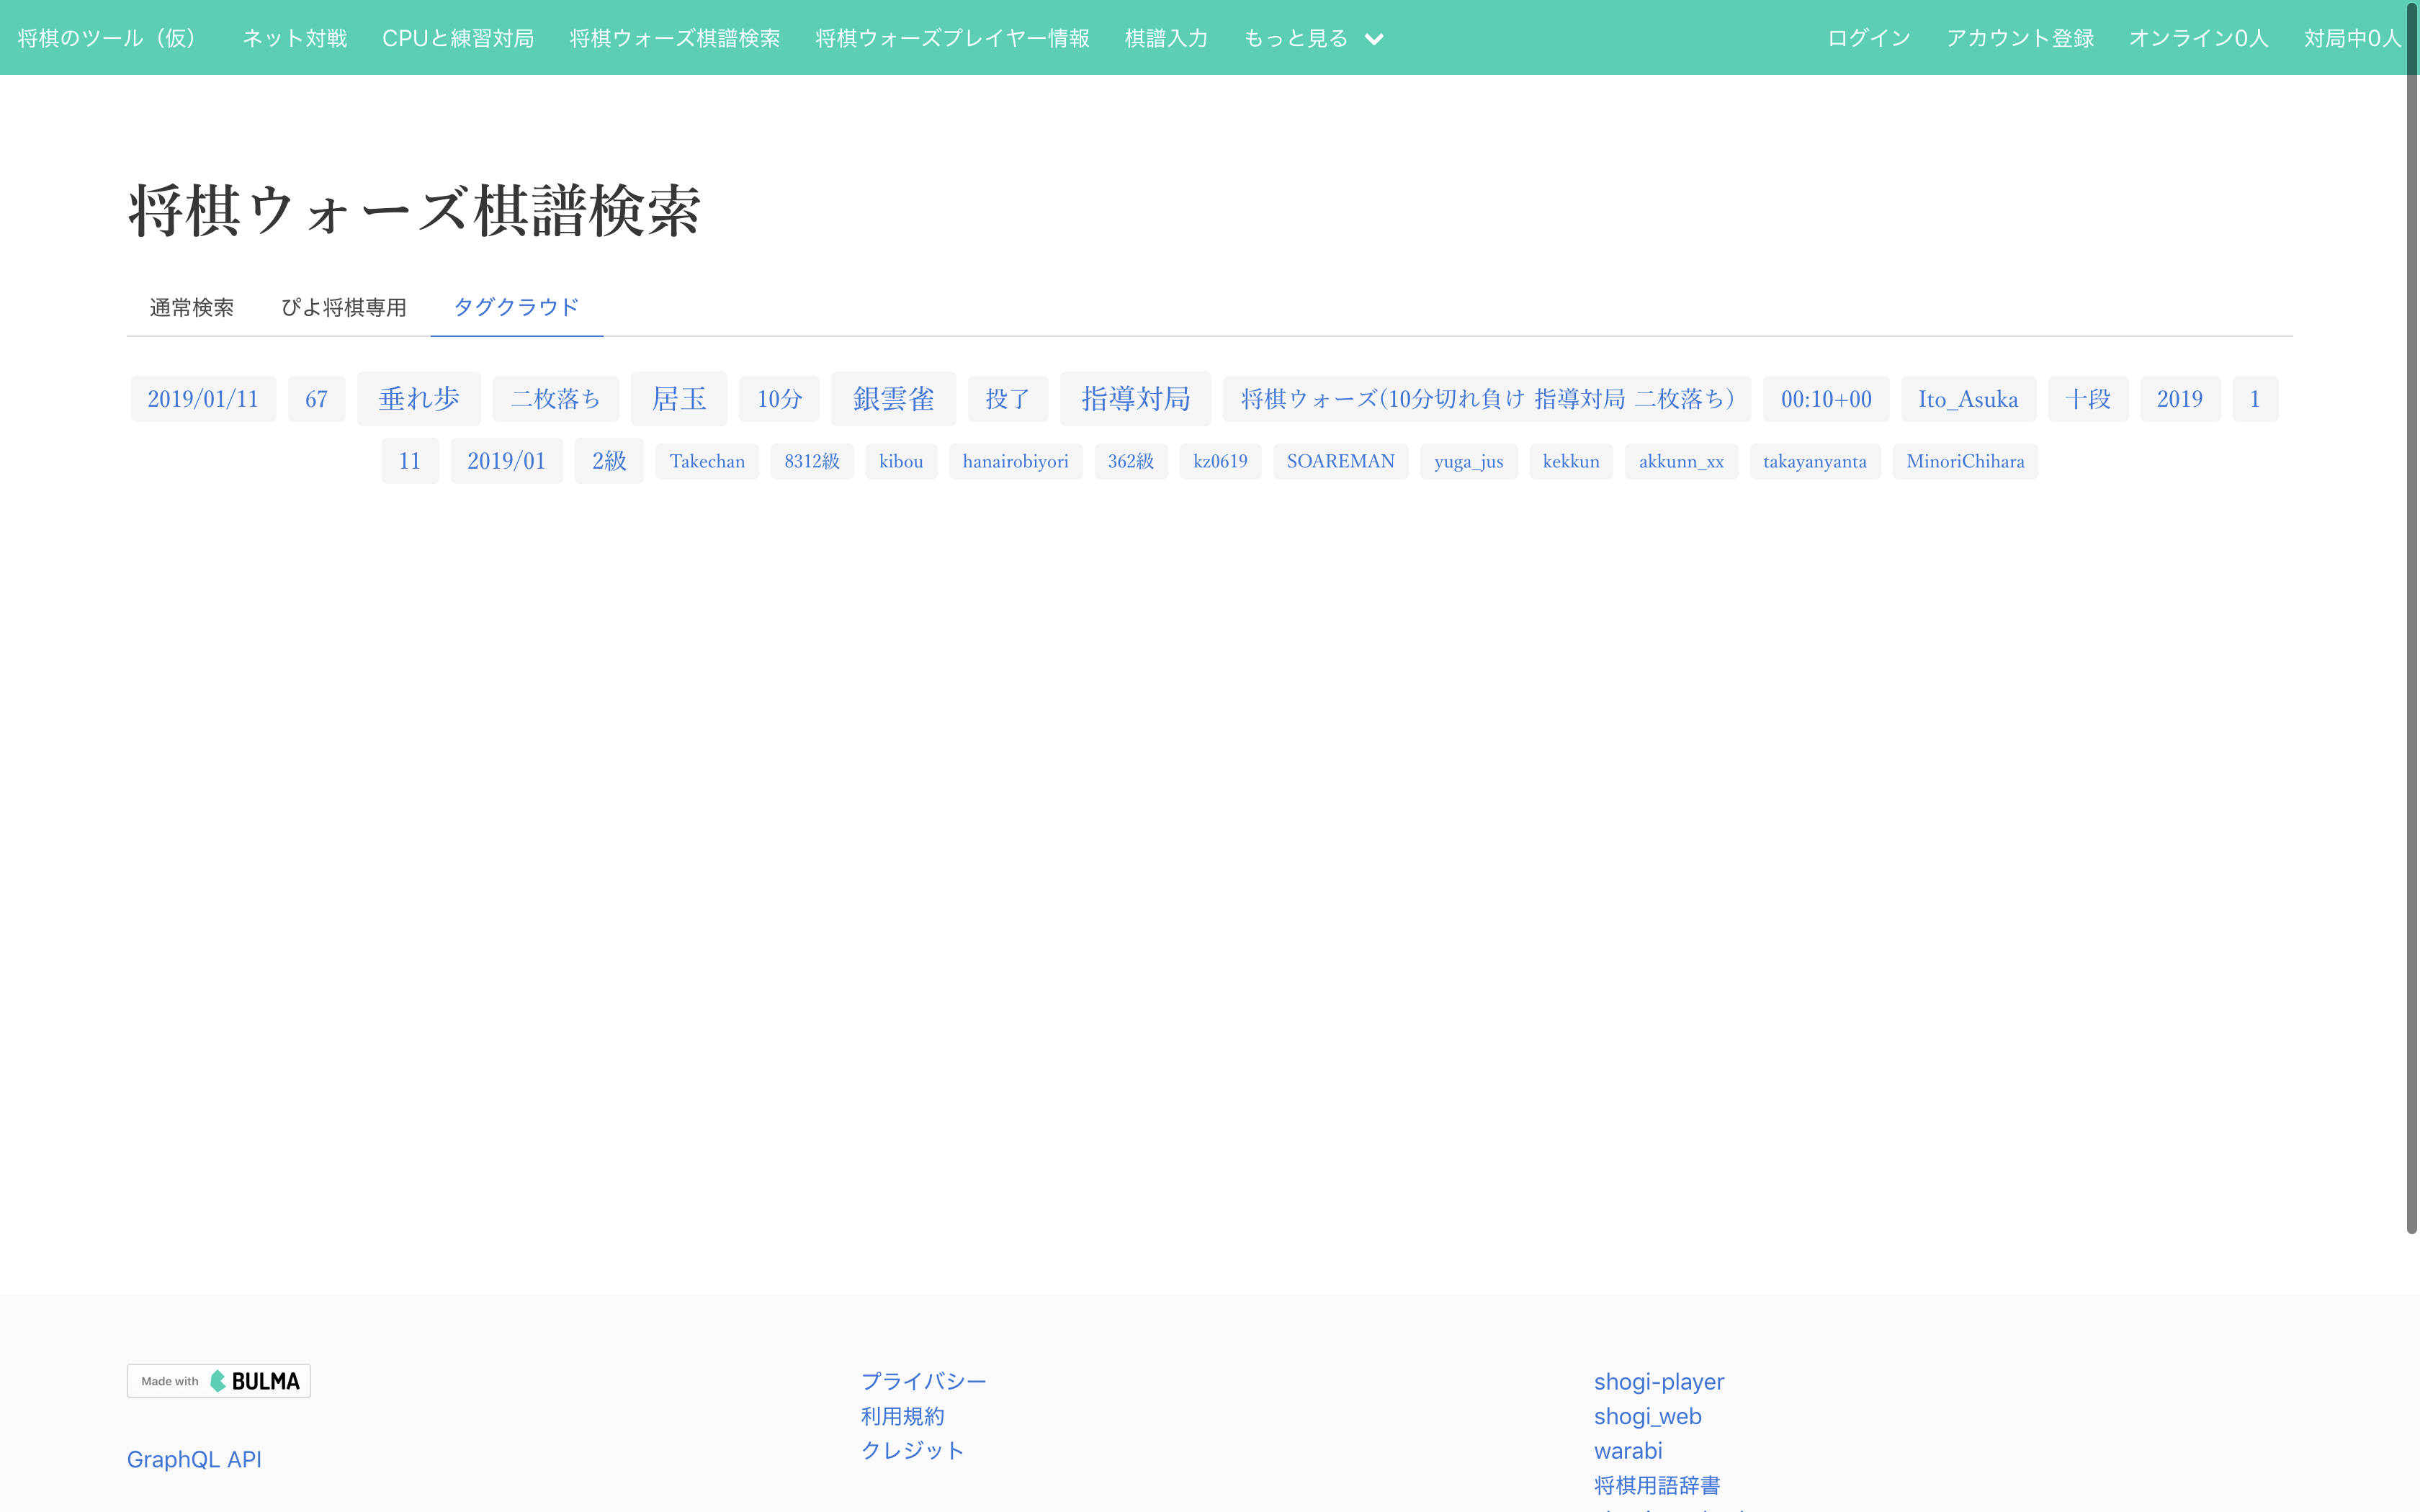 将棋のツール（仮） ネット対戦 CPUと練習対局 将棋ウォーズ棋譜検索 将棋ウォーズプレイヤー情報 棋譜入力 もっと見る ログイン アカウント登録 オンライン0人 対局中0人
将棋ウォーズ棋譜検索
通常検索 ぴよ将棋専用 タグクラウド
2019/01/11 67 垂れ歩 二枚落ち 居玉 10分 銀雲雀 投了 指導対局 将棋ウォーズ(10分切れ負け 指導対局 二枚落ち) 00:10+00 Ito_Asuka 十段 2019 1
11 2019/01 2級 Takechan 8312級 kibou hanairobiyori 362級 kz0619 SOAREMAN yuga_jus kekkun akkunn_xx takayanyanta MinoriChihara
Made with BULMA
GraphQL API
プライバシー
利用規約
クレジット
shogi-player
shogi_web
warabi
将棋用語辞書